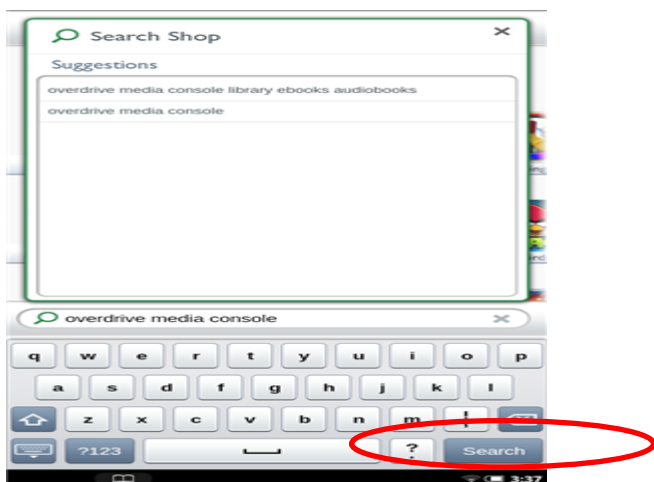 Search Shop
Suggestions
overdrive media console library ebooks audiobooks
overdrive media console
overdrive media console
q w e r t y u i o p
a s d f g h j k l
z x c v b n m
?123 ? . Search
3:37